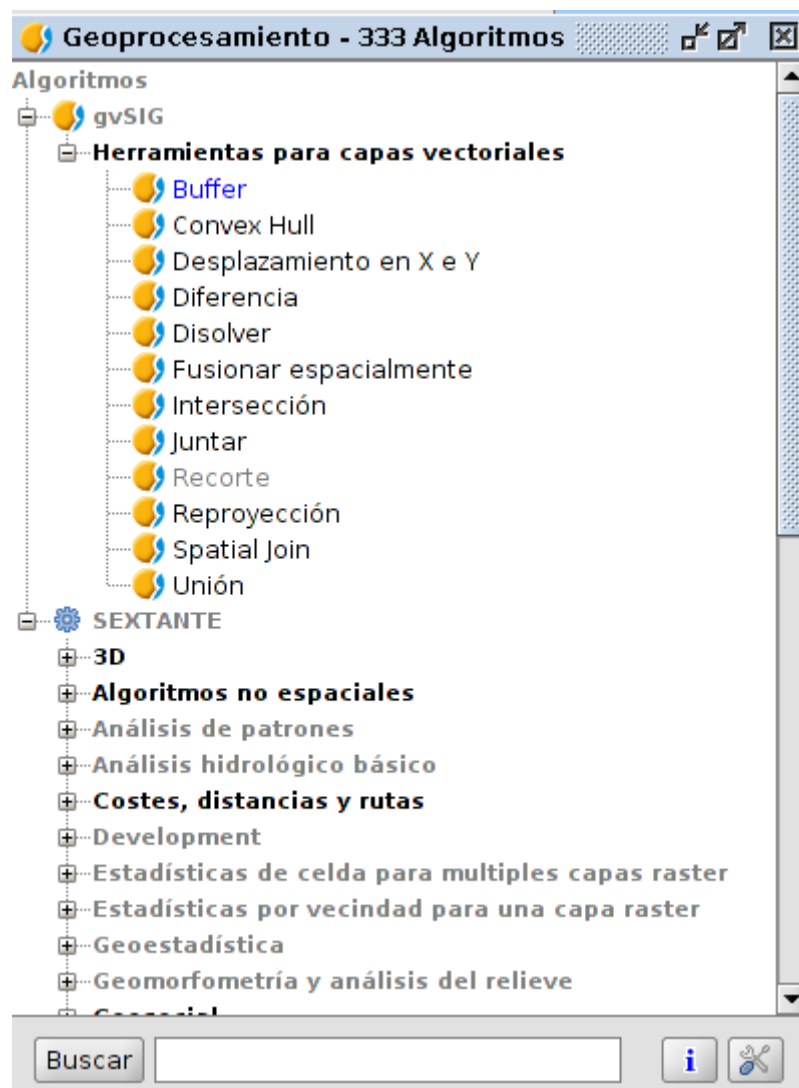 Geoprocesamiento - 333 Algoritmos
Algoritmos
gvSIG
Herramientas para capas vectoriales
Buffer
Convex Hull
Desplazamiento en X e Y
Diferencia
Disolver
Fusionar espacialmente
Intersección
Juntar
Recorte
Reproyección
Spatial Join
Unión
SEXTANTE
3D
Algoritmos no espaciales
Análisis de patrones
Análisis hidrológico básico
Costes, distancias y rutas
Development
Estadísticas de celda para multiples capas raster
Estadísticas por vecindad para una capa raster
Geoestadística
Geomorfometría y análisis del relieve
Buscar
i